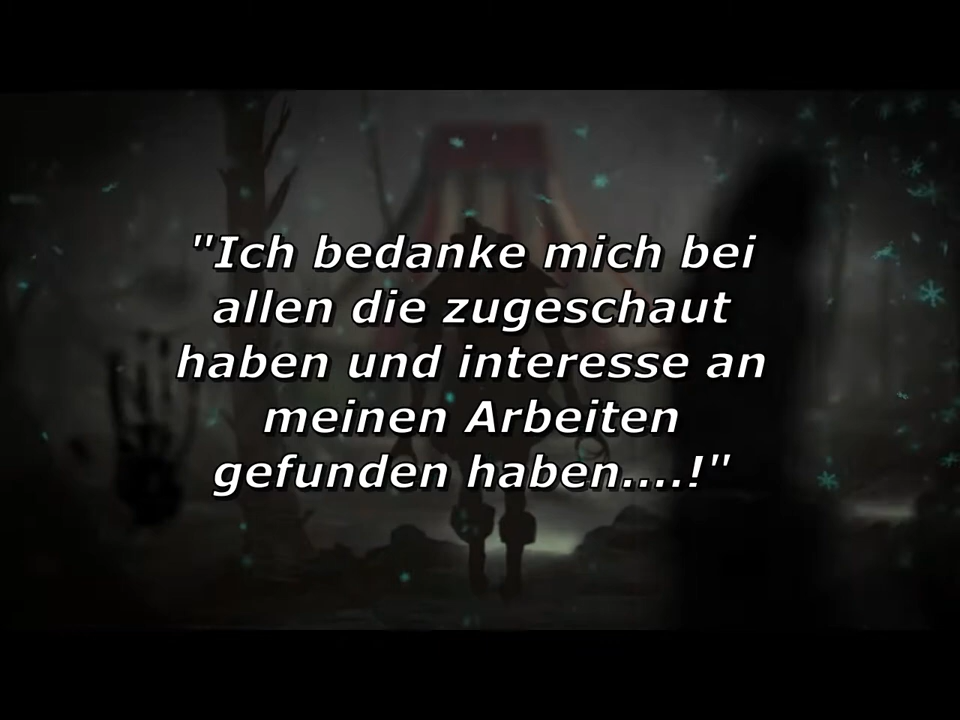 "Ich bedanke mich bei
allen die zugeschaut
haben und interesse an
meinen Arbeiten
gefunden haben....!"